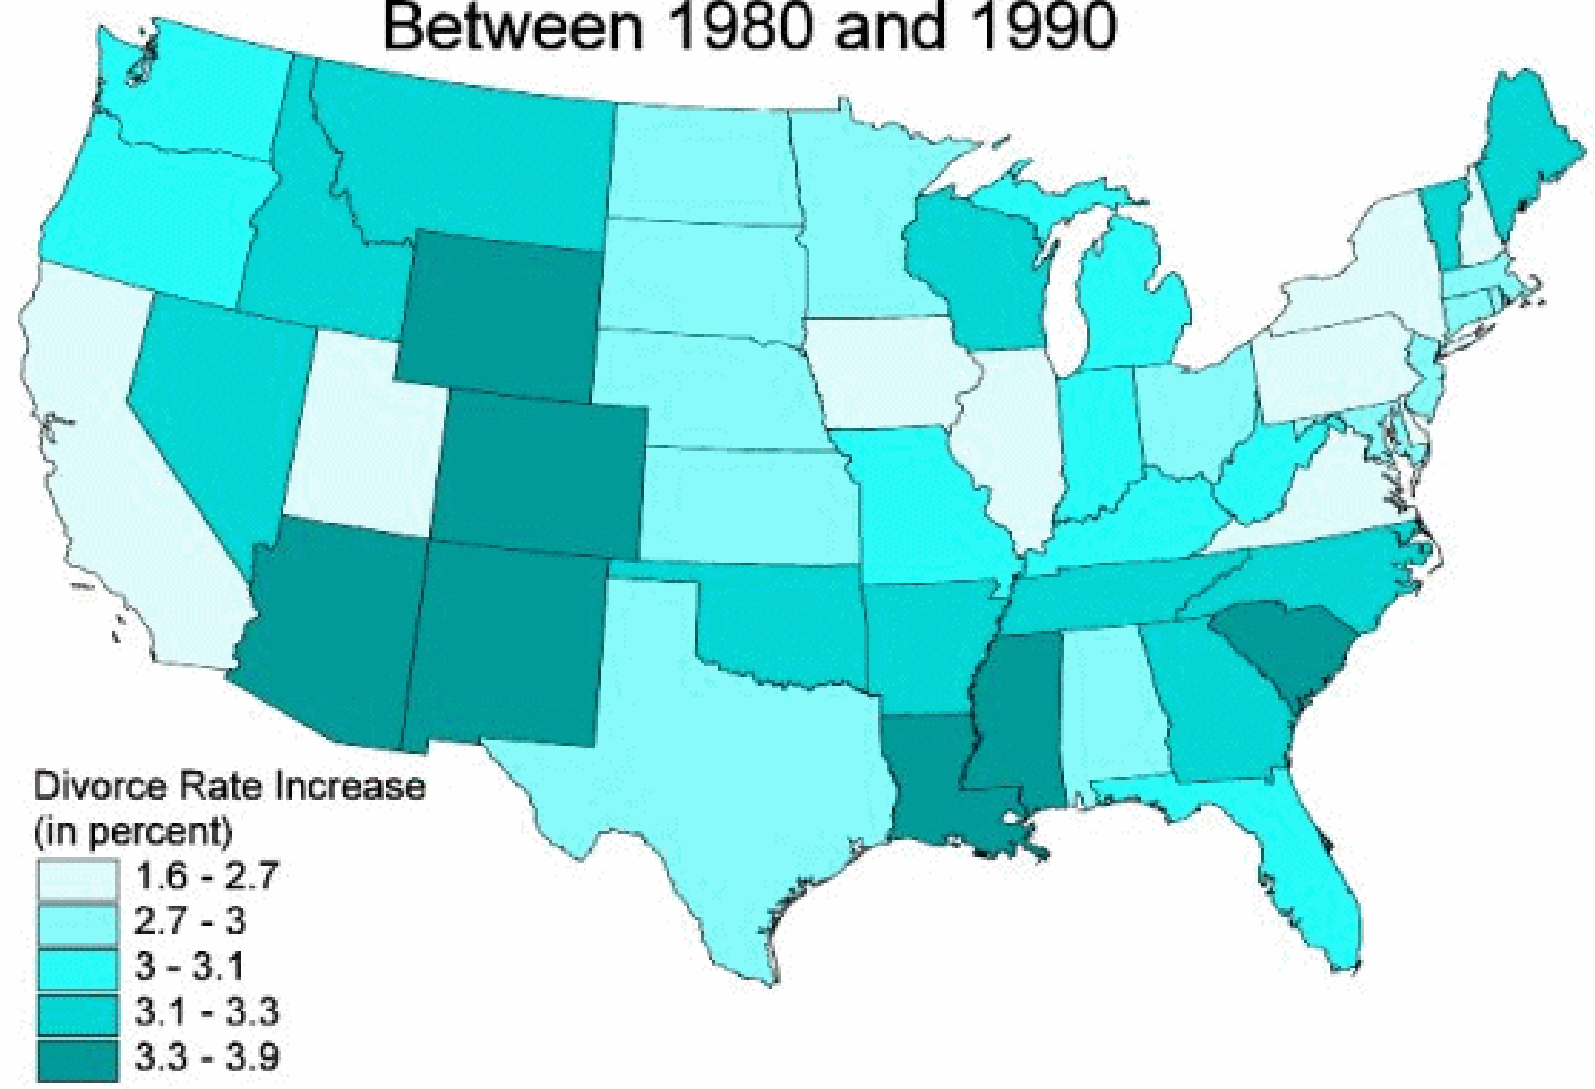 Between 1980 and 1990
Divorce Rate Increase
(in percent)
1.6 - 2.7
2.7 - 3
3 - 3.1
3.1 - 3.3
3.3 - 3.9